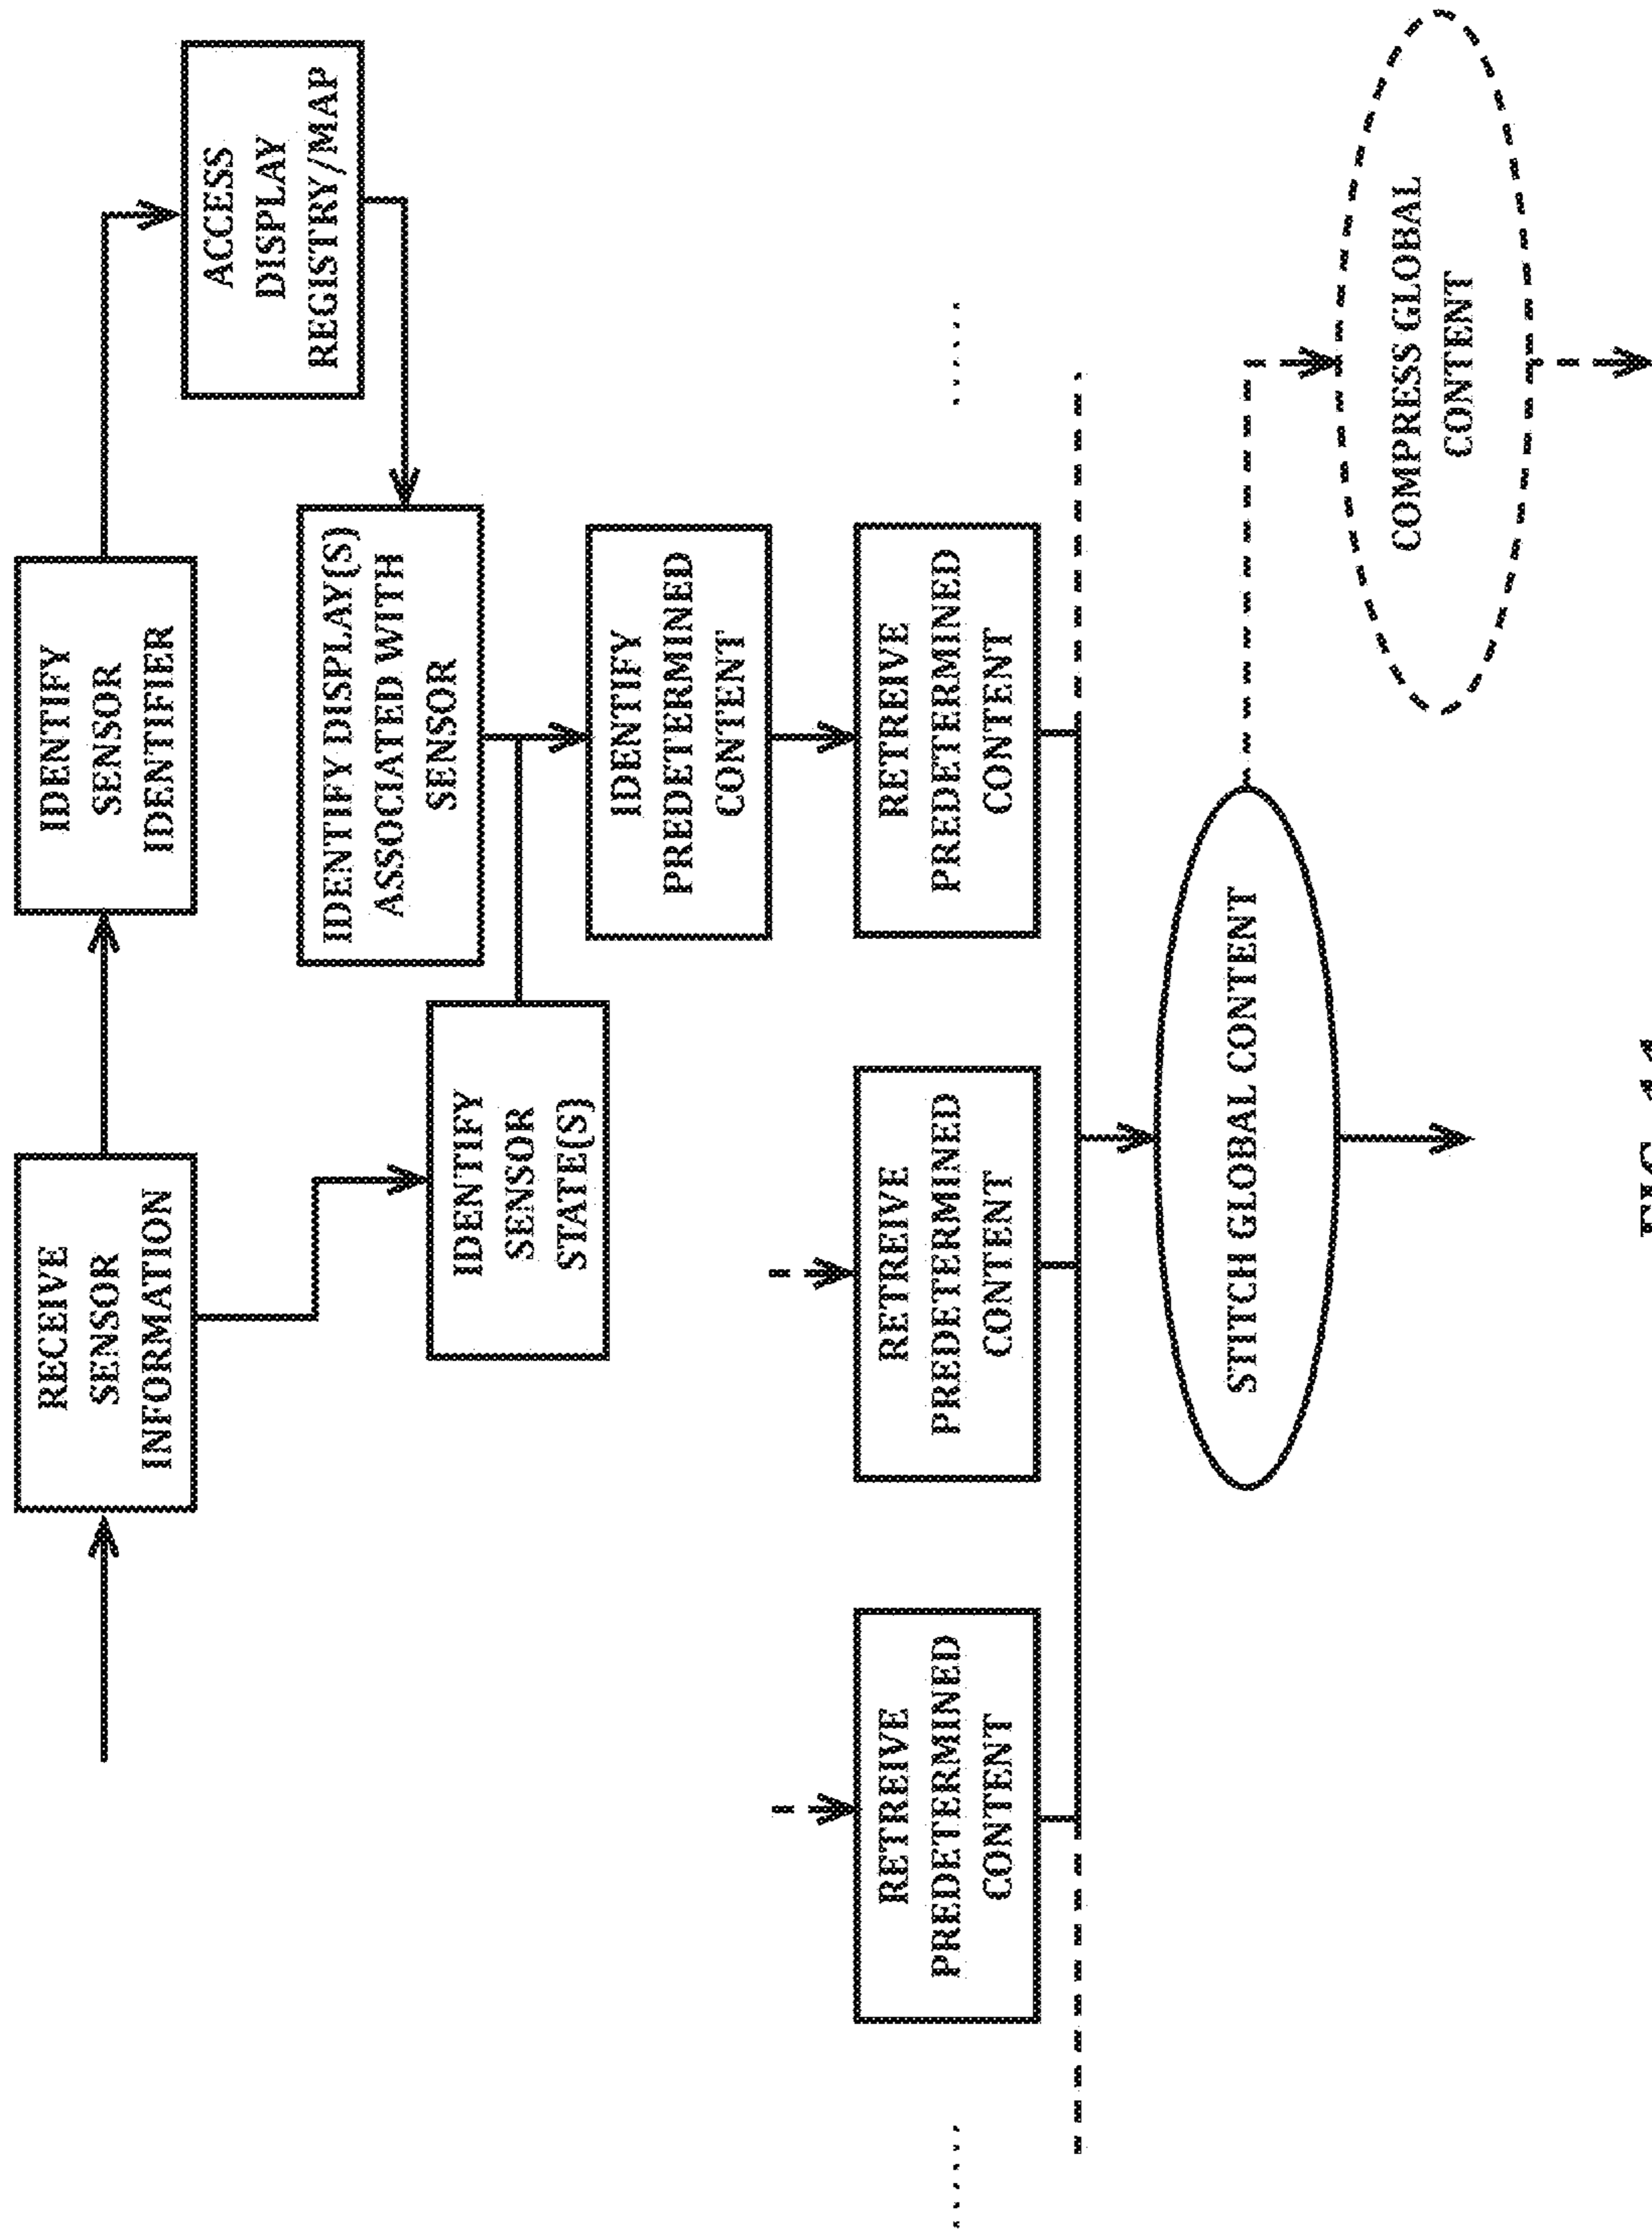 RECEIVE
SENSOR
INFORMATION
IDENTIFY
SENSOR
IDENTIFIER
ACCESS
DISPLAY
REGISTRY/MAP
IDENTIFY DISPLAY(S)
ASSOCIATED WITH
SENSOR
IDENTIFY
SENSOR
STATE(S)
IDENTIFY
PREDETERMINED
CONTENT
RETREIVE
PREDETERMINED
CONTENT
RETREIVE
PREDETERMINED
CONTENT
RETREIVE
PREDETERMINED
CONTENT
STITCH GLOBAL CONTENT
COMPRESS GLOBAL
CONTENT
FIG.